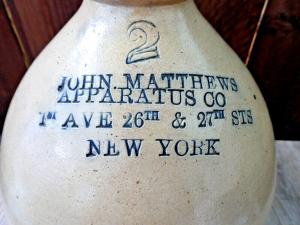 2
JOHN MATTHEWS
APPARATUS CO
1ST AVE 26TH & 27TH STS
NEW YORK